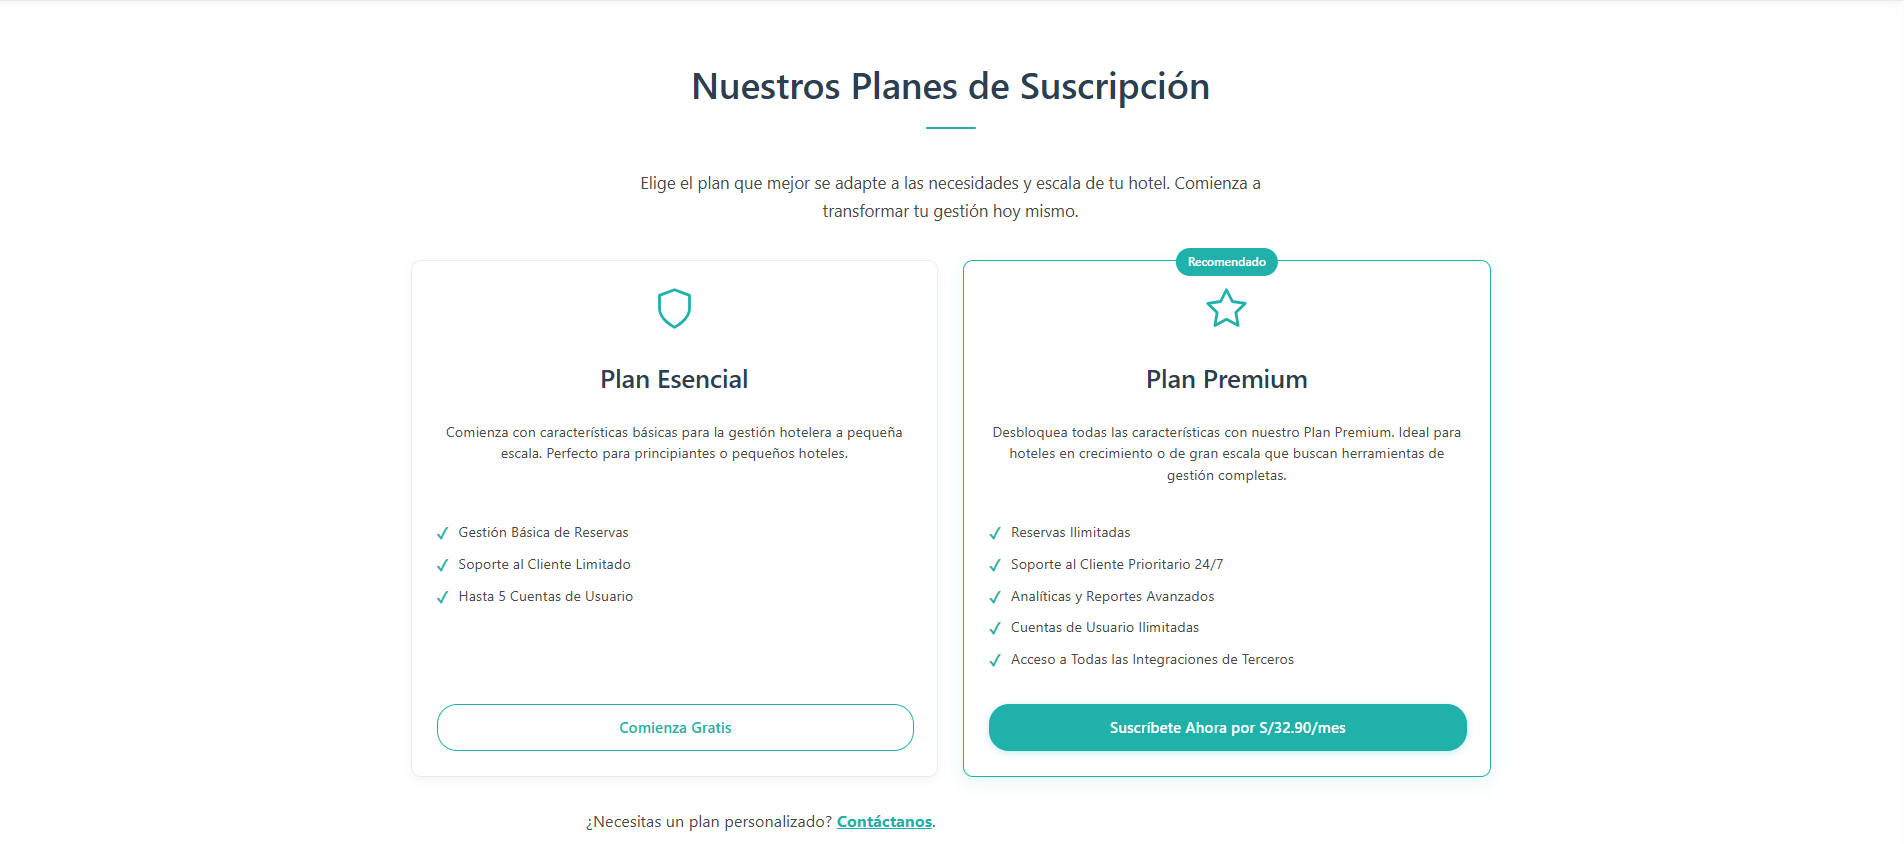 Nuestros Planes de Suscripción
Elige el plan que mejor se adapte a las necesidades y escala de tu hotel. Comienza a
transformar tu gestión hoy mismo.
Plan Esencial
Comienza con características básicas para la gestión hotelera a pequeña
escala. Perfecto para principiantes o pequeños hoteles.
Gestión Básica de Reservas
Soporte al Cliente Limitado
Hasta 5 Cuentas de Usuario
Comienza Gratis
Recomendado
Plan Premium
Desbloquea todas las características con nuestro Plan Premium. Ideal para
hoteles en crecimiento o de gran escala que buscan herramientas de
gestión completas.
Reservas Ilimitadas
Soporte al Cliente Prioritario 24/7
Analíticas y Reportes Avanzados
Cuentas de Usuario Ilimitadas
Acceso a Todas las Integraciones de Terceros
Suscríbete Ahora por S/32.90/mes
¿Necesitas un plan personalizado? Contáctanos.